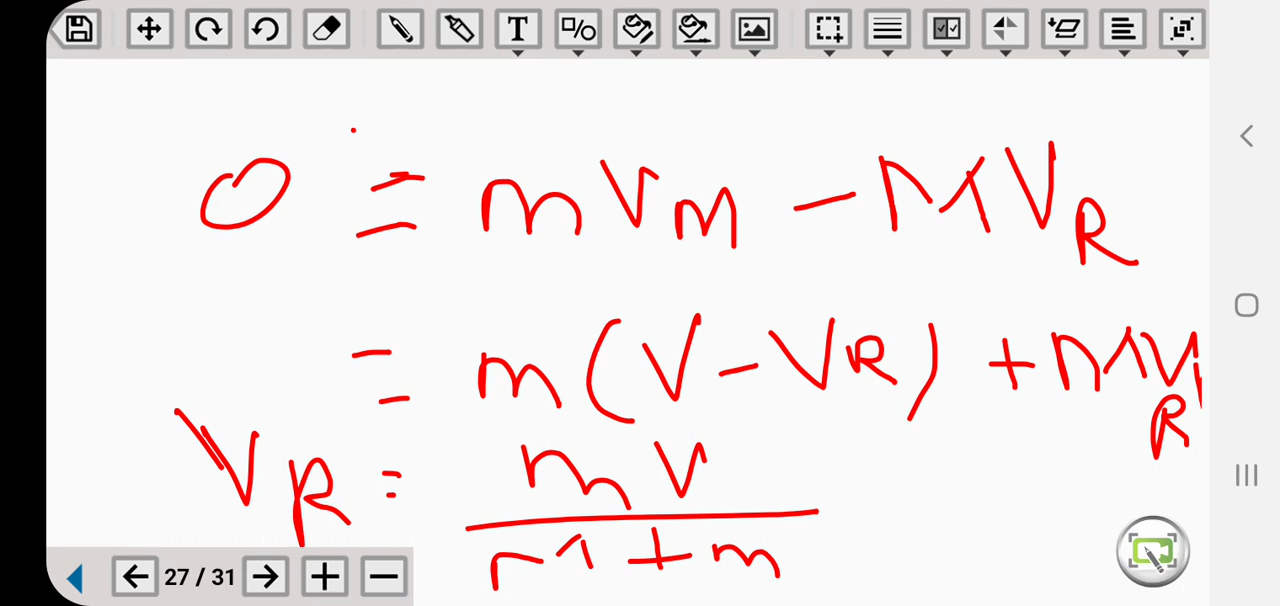 T
27 / 31
0 = mVM - MVR
= m(V - VR) + MVR
VR = mV / M + m